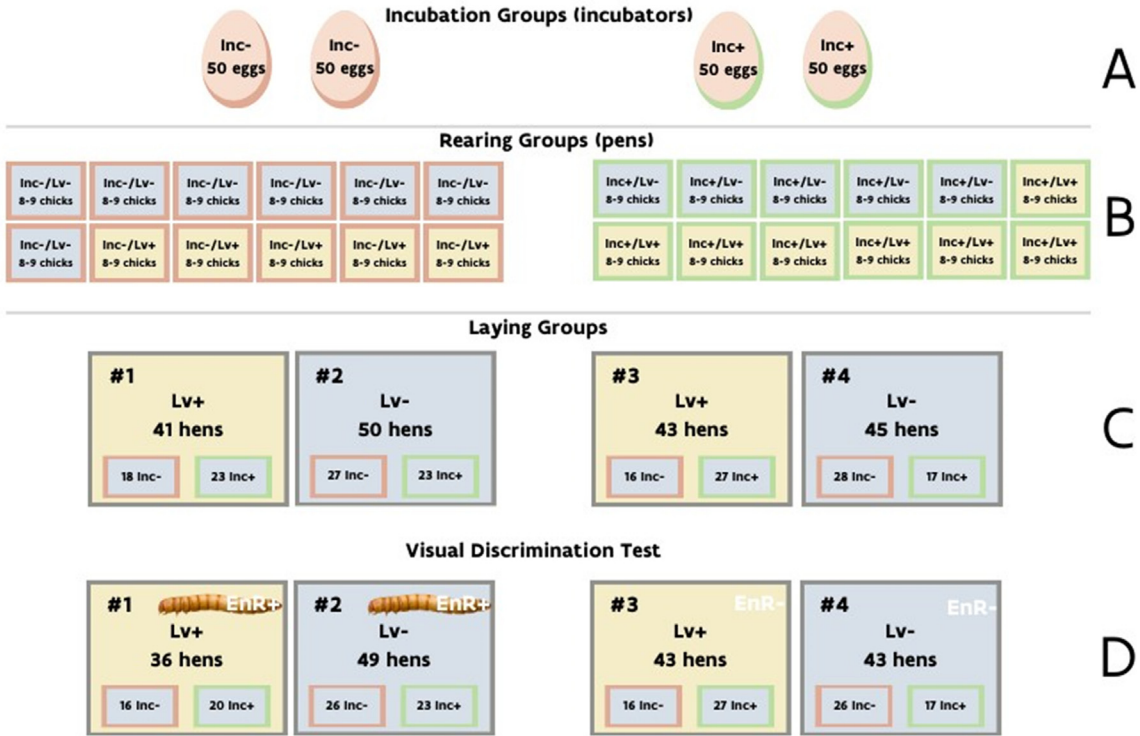 Incubation Groups (incubators)
Inc- Inc- Inc+ Inc+
50 eggs 50 eggs 50 eggs 50 eggs
A
Rearing Groups (pens)
Inc-/Lv- Inc-/Lv- Inc-/Lv- Inc-/Lv- Inc-/Lv- Inc-/Lv- Inc+/Lv- Inc+/Lv- Inc+/Lv- Inc+/Lv- Inc+/Lv- Inc+/Lv+
8-9 chicks 8-9 chicks 8-9 chicks 8-9 chicks 8-9 chicks 8-9 chicks 8-9 chicks 8-9 chicks 8-9 chicks 8-9 chicks 8-9 chicks 8-9 chicks
B
Inc-/Lv- Inc-/Lv+ Inc-/Lv+ Inc-/Lv+ Inc-/Lv+ Inc-/Lv+ Inc+/Lv+ Inc+/Lv+ Inc+/Lv+ Inc+/Lv+ Inc+/Lv+ Inc+/Lv+
8-9 chicks 8-9 chicks 8-9 chicks 8-9 chicks 8-9 chicks 8-9 chicks 8-9 chicks 8-9 chicks 8-9 chicks 8-9 chicks 8-9 chicks 8-9 chicks
Laying Groups
#1 #2 #3 #4
Lv+ Lv- Lv+ Lv-
41 hens 50 hens 43 hens 45 hens
C
18 Inc- 23 Inc+ 27 Inc- 23 Inc+ 16 Inc- 27 Inc+ 28 Inc- 17 Inc+
Visual Discrimination Test
#1 EnR+ #2 EnR+ #3 EnR- #4 EnR-
Lv+ Lv- Lv+ Lv-
36 hens 49 hens 43 hens 43 hens
D
16 Inc- 20 Inc+ 26 Inc- 23 Inc+ 16 Inc- 27 Inc+ 26 Inc- 17 Inc+